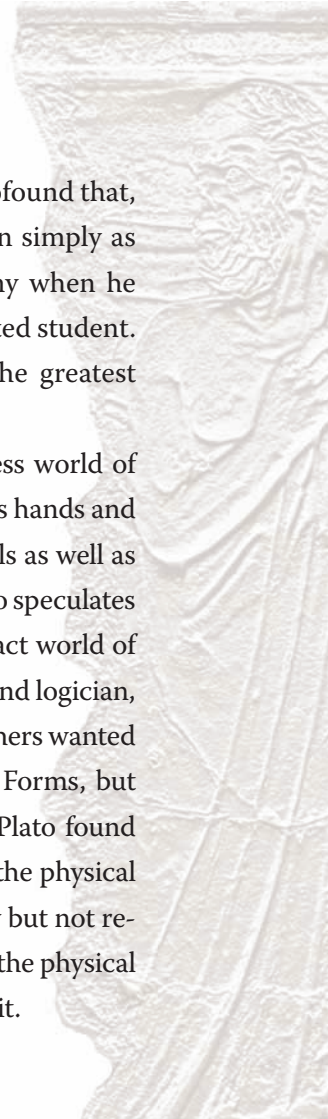 ofound that,
n simply as
ny when he
ted student.
he greatest
ess world of
s hands and
ls as well as
o speculates
act world of
nd logician,
hers wanted
Forms, but
Plato found
the physical
but not re-
the physical
it.